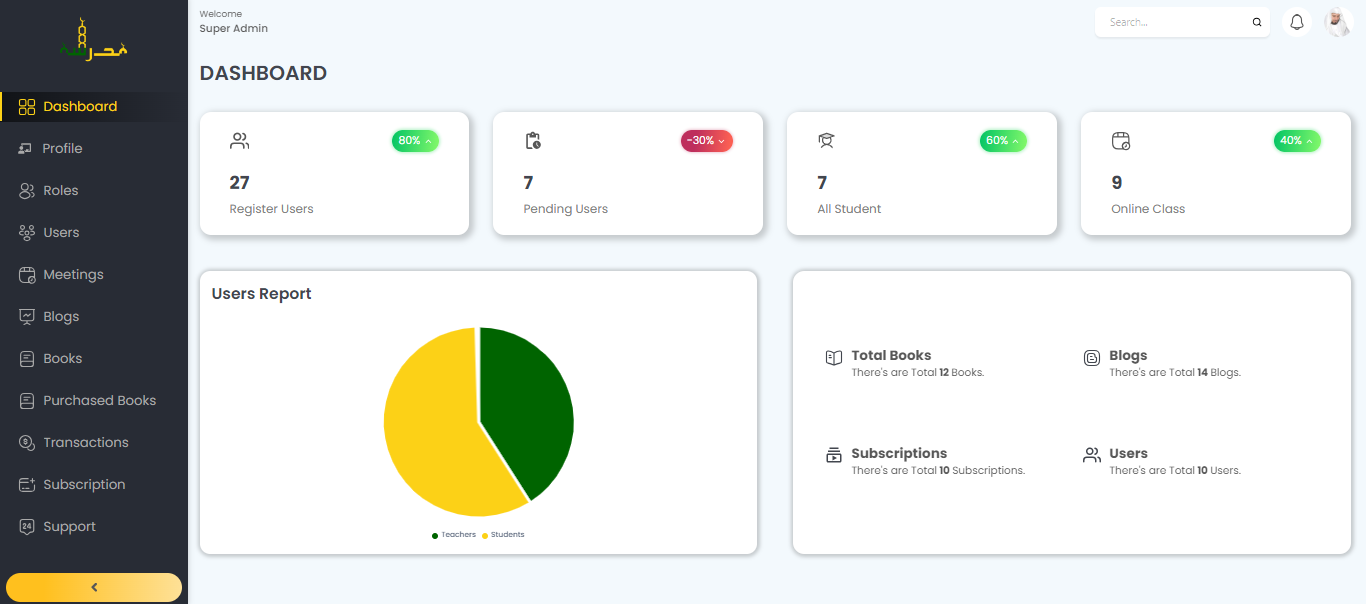 مدرسة
Welcome
Super Admin
Search...
DASHBOARD
Dashboard
Profile
Roles
Users
Meetings
Blogs
Books
Purchased Books
Transactions
Subscription
24
Support
80%
27
Register Users
-30%
7
Pending Users
60%
7
All Student
40%
9
Online Class
Users Report
Teachers
Students
Total Books
There's are Total 12 Books.
Blogs
There's are Total 14 Blogs.
Subscriptions
There's are Total 10 Subscriptions.
Users
There's are Total 10 Users.